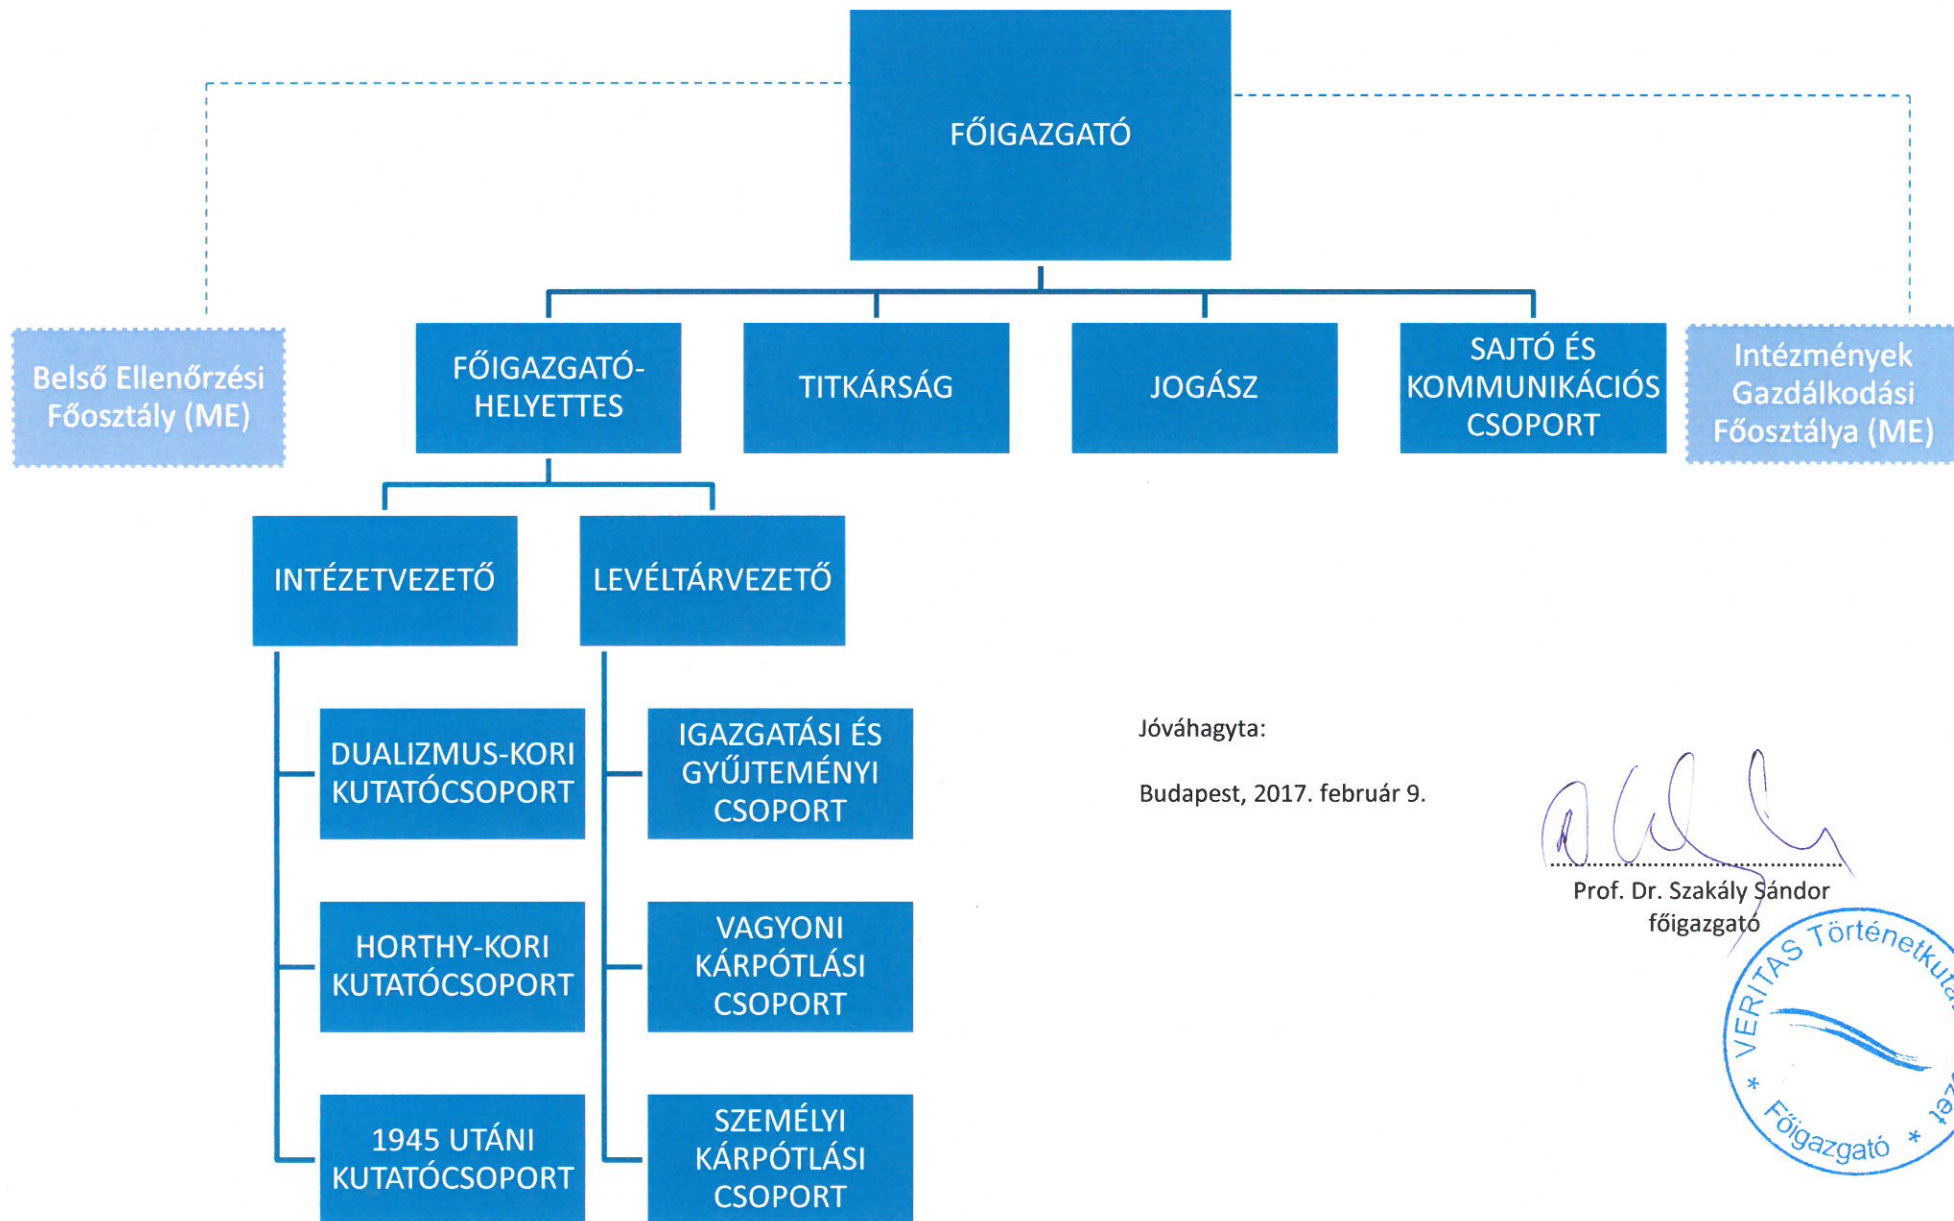 FŐIGAZGATÓ
Belső Ellenőrzési
Főosztály (ME)
FŐIGAZGATÓ-
HELYETTES
TITKÁRSÁG
JOGÁSZ
SAJTÓ ÉS
KOMMUNIKÁCIÓS
CSOPORT
Intézmények
Gazdálkodási
Főosztálya (ME)
INTÉZETVEZETŐ
LEVÉLTÁRVEZETŐ
DUALIZMUS-KORI
KUTATÓCSOPORT
HORTHY-KORI
KUTATÓCSOPORT
1945 UTÁNI
KUTATÓCSOPORT
IGAZGATÁSI ÉS
GYŰJTEMÉNYI
CSOPORT
VAGYONI
KÁRPÓTLÁSI
CSOPORT
SZEMÉLYI
KÁRPÓTLÁSI
CSOPORT
Jóváhagyta:
Budapest, 2017. február 9.
Prof. Dr. Szakály Sándor
főigazgató
* VERITAS
Főigazgató *